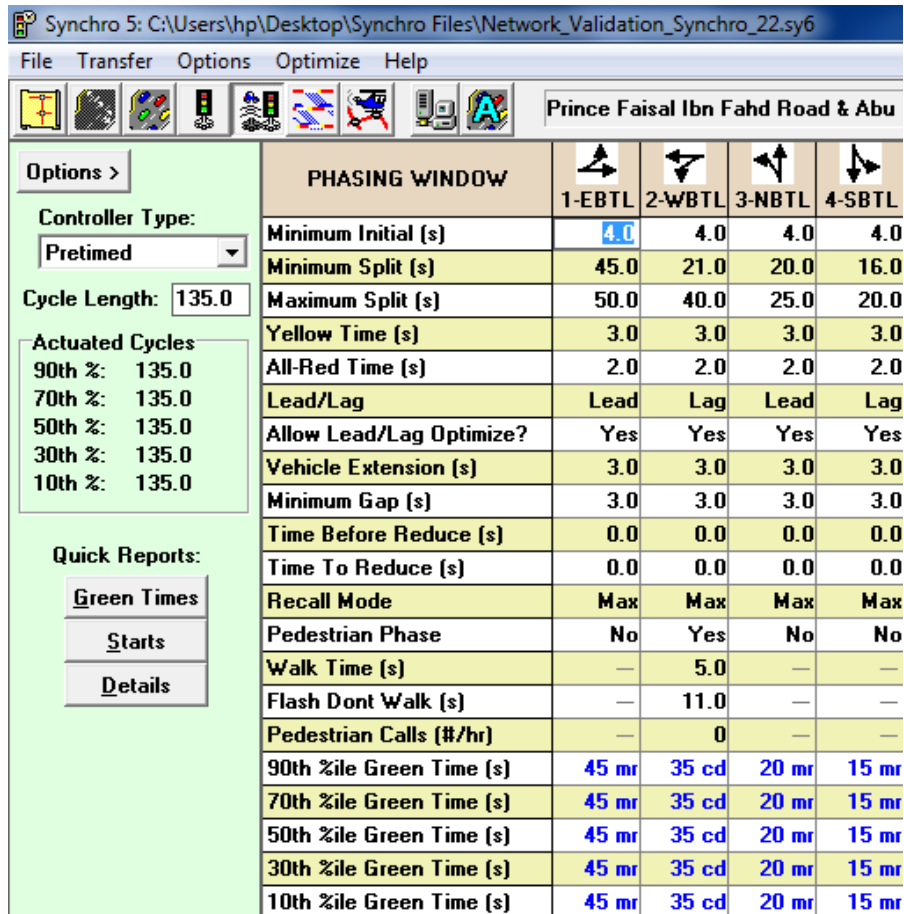 Synchro 5: C:\Users\hp\Desktop\Synchro Files\Network_Validation_Synchro_22.sy6
File Transfer Options Optimize Help
Prince Faisal Ibn Fahd Road & Abu
Options >
Controller Type:
Pretimed
Cycle Length: 135.0
Actuated Cycles
90th %: 135.0
70th %: 135.0
50th %: 135.0
30th %: 135.0
10th %: 135.0
Quick Reports:
Green Times
Starts
Details
PHASING WINDOW 1-EBTL 2-WBTL 3-NBTL 4-SBTL
Minimum Initial (s) 4.0 4.0 4.0 4.0
Minimum Split (s) 45.0 21.0 20.0 16.0
Maximum Split (s) 50.0 40.0 25.0 20.0
Yellow Time (s) 3.0 3.0 3.0 3.0
All-Red Time (s) 2.0 2.0 2.0 2.0
Lead/Lag Lead Lag Lead Lag
Allow Lead/Lag Optimize? Yes Yes Yes Yes
Vehicle Extension (s) 3.0 3.0 3.0 3.0
Minimum Gap (s) 3.0 3.0 3.0 3.0
Time Before Reduce (s) 0.0 0.0 0.0 0.0
Time To Reduce (s) 0.0 0.0 0.0 0.0
Recall Mode Max Max Max Max
Pedestrian Phase No Yes No No
Walk Time (s) — 5.0 — —
Flash Dont Walk (s) — 11.0 — —
Pedestrian Calls (#/hr) — 0 — —
90th %ile Green Time (s) 45 mr 35 cd 20 mr 15 mr
70th %ile Green Time (s) 45 mr 35 cd 20 mr 15 mr
50th %ile Green Time (s) 45 mr 35 cd 20 mr 15 mr
30th %ile Green Time (s) 45 mr 35 cd 20 mr 15 mr
10th %ile Green Time (s) 45 mr 35 cd 20 mr 15 mr